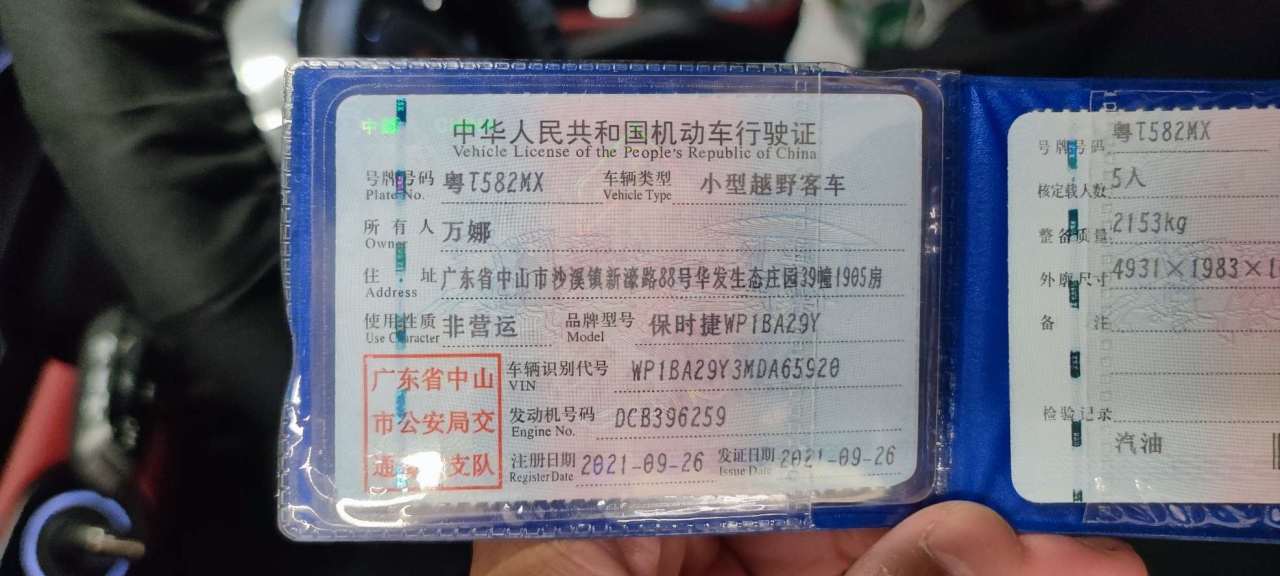 中华人民共和国机动车行驶证
Vehicle License of the People's Republic of China
号牌号码 粤T582MX 车辆类型 小型越野客车
Plate No. Vehicle Type
所有人 万娜
Owner
住址 广东省中山市沙溪镇新濠路88号华发生态庄园39幢1905房
Address
使用性质 非营运 品牌型号 保时捷WP1BA29Y
Use Character Model
车辆识别代号 WP1BA29Y3MDA65920
VIN
发动机号码 DCB396259
Engine No.
注册日期 2021-09-26 发证日期 2021-09-26
Register Date Issue Date
广东省中山
市公安局交
通 支队
号牌号码 粤T582MX
核定载人数 5人
整备质量 2153kg
外廓尺寸 4931×1983×1
备注
检验记录
汽油